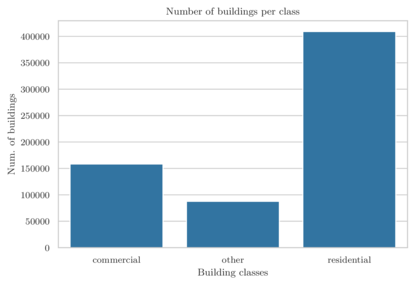 Number of buildings per class
Num. of buildings
400000
350000
300000
250000
200000
150000
100000
50000
0
commercial other residential
Building classes